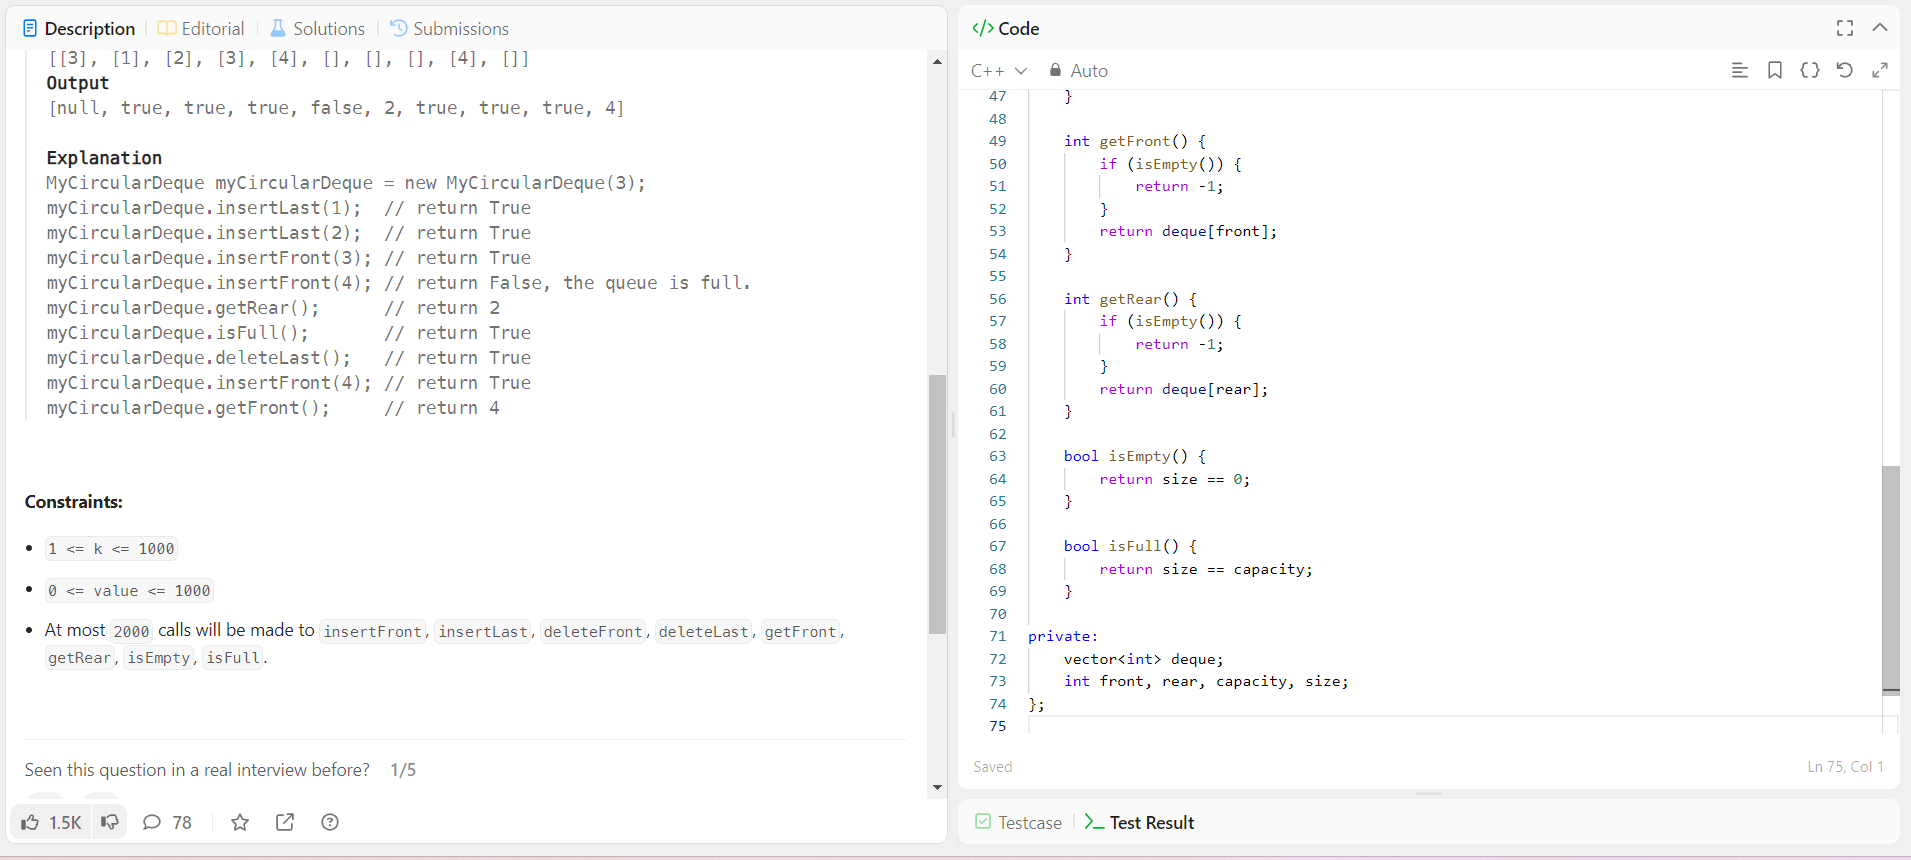 Description
Editorial
Solutions
Submissions
[[3], [1], [2], [3], [4], [], [], [], [4], []]
Output
[null, true, true, true, false, 2, true, true, true, 4]
Explanation
MyCircularDeque myCircularDeque = new MyCircularDeque(3);
myCircularDeque.insertLast(1);  // return True
myCircularDeque.insertLast(2);  // return True
myCircularDeque.insertFront(3); // return True
myCircularDeque.insertFront(4); // return False, the queue is full.
myCircularDeque.getRear();      // return 2
myCircularDeque.isFull();       // return True
myCircularDeque.deleteLast();   // return True
myCircularDeque.insertFront(4); // return True
myCircularDeque.getFront();     // return 4
Constraints:
• 1 <= k <= 1000
• 0 <= value <= 1000
• At most 2000 calls will be made to insertFront, insertLast, deleteFront, deleteLast, getFront,
getRear, isEmpty, isFull.
Seen this question in a real interview before? 1/5
1.5K
78
</> Code
C++
Auto
47     }
48
49     int getFront() {
50         if (isEmpty()) {
51             return -1;
52         }
53         return deque[front];
54     }
55
56     int getRear() {
57         if (isEmpty()) {
58             return -1;
59         }
60         return deque[rear];
61     }
62
63     bool isEmpty() {
64         return size == 0;
65     }
66
67     bool isFull() {
68         return size == capacity;
69     }
70
71 private:
72     vector<int> deque;
73     int front, rear, capacity, size;
74 };
75
Saved
Ln 75, Col 1
Testcase
Test Result